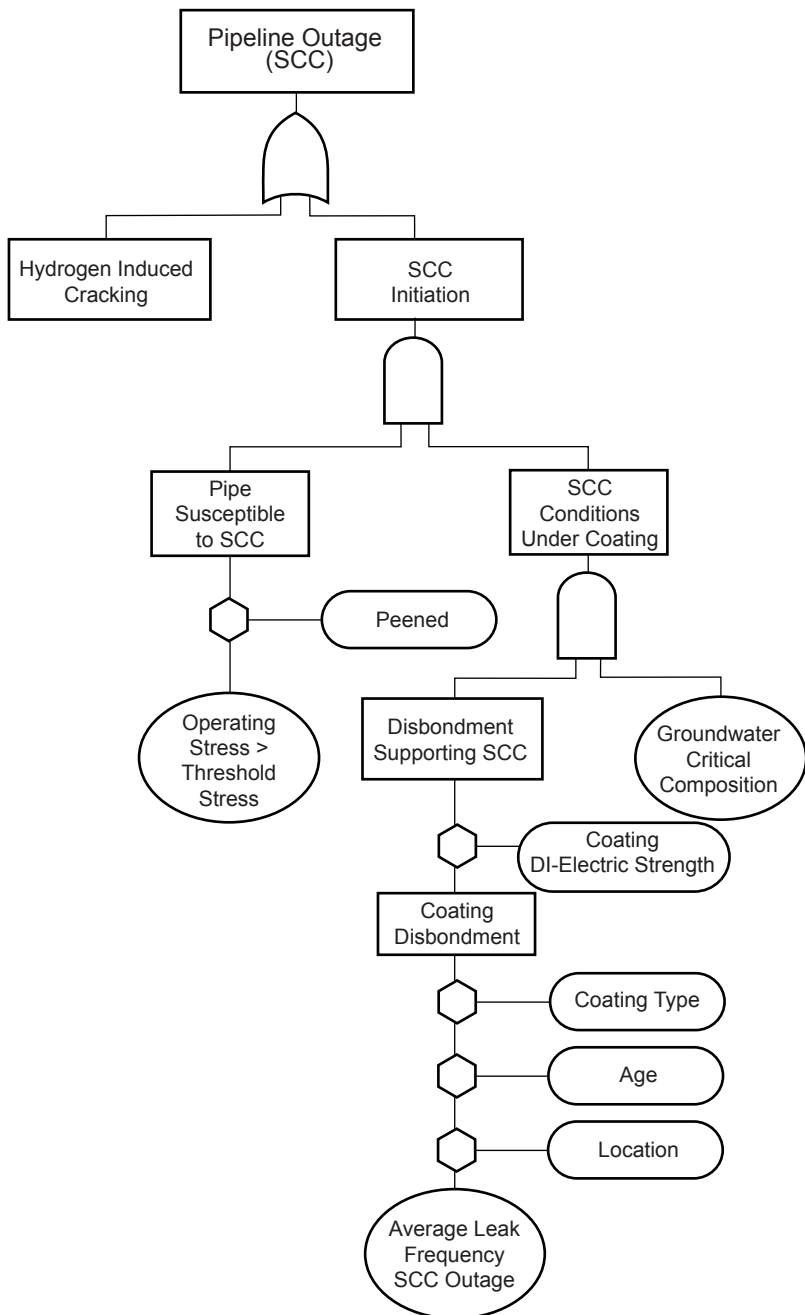 Pipeline Outage
(SCC)
Hydrogen Induced
Cracking
SCC
Initiation
Pipe
Susceptible
to SCC
SCC
Conditions
Under Coating
Peened
Operating
Stress >
Threshold
Stress
Disbondment
Supporting SCC
Groundwater
Critical
Composition
Coating
DI-Electric Strength
Coating
Disbondment
Coating Type
Age
Location
Average Leak
Frequency
SCC Outage